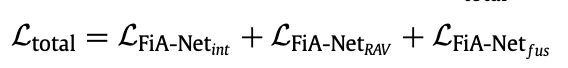 ℒ_total = ℒ_FiA-Net_int + ℒ_FiA-Net_RAV + ℒ_FiA-Net_fus